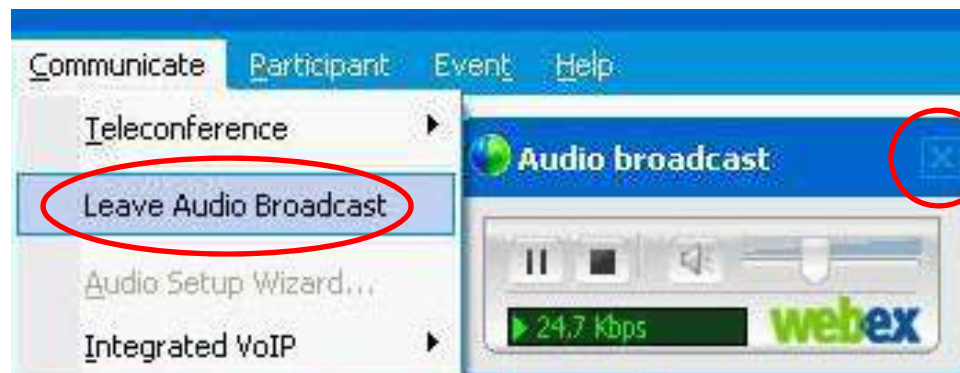 Communicate Participant Event Help
Teleconference
Audio broadcast
Leave Audio Broadcast
Audio Setup Wizard...
24.7 Kbps webex
Integrated VoIP